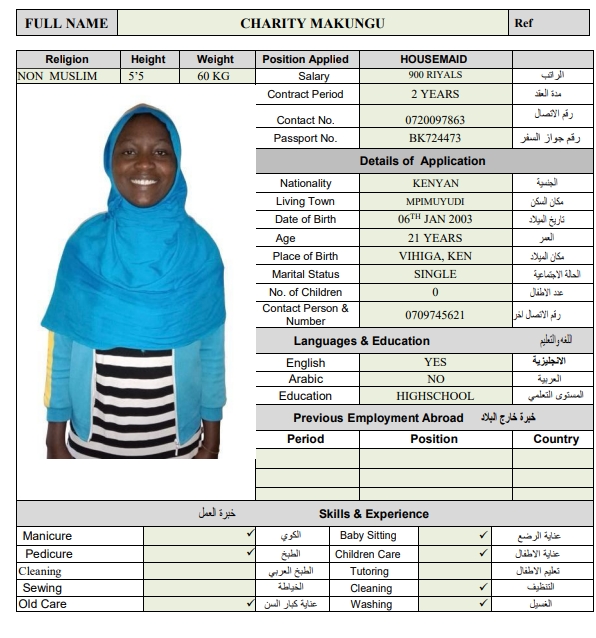 FULL NAME CHARITY MAKUNGU Ref
Religion Height Weight Position Applied HOUSEMAID
NON MUSLIM 5'5 60 KG Salary 900 RIYALS الراتب
Contract Period 2 YEARS مدة العقد
Contact No. 0720097863 رقم الاتصال
Passport No. BK724473 رقم جواز السفر
Details of Application
Nationality KENYAN الجنسية
Living Town MPIMUYUDI مكان السكن
Date of Birth 06TH JAN 2003 تاريخ الميلاد
Age 21 YEARS العمر
Place of Birth VIHIGA, KEN مكان الميلاد
Marital Status SINGLE الحالة الاجتماعية
No. of Children 0 عدد الاطفال
Contact Person &
Number 0709745621 رقم الاتصال اخر
Languages & Education اللغه والتعليم
English YES الانجليزية
Arabic NO العربية
Education HIGHSCHOOL المستوى التعلمي
Previous Employment Abroad خبرة خارج البلاد
Period Position Country
خبرة العمل Skills & Experience
Manicure ✓ الكوي Baby Sitting ✓ عناية الرضع
Pedicure ✓ الطبخ Children Care ✓ عناية الاطفال
Cleaning الطبخ العربي Tutoring تعليم الاطفال
Sewing الخياطة Cleaning ✓ التنظيف
Old Care ✓ عناية كبار السن Washing ✓ الغسيل